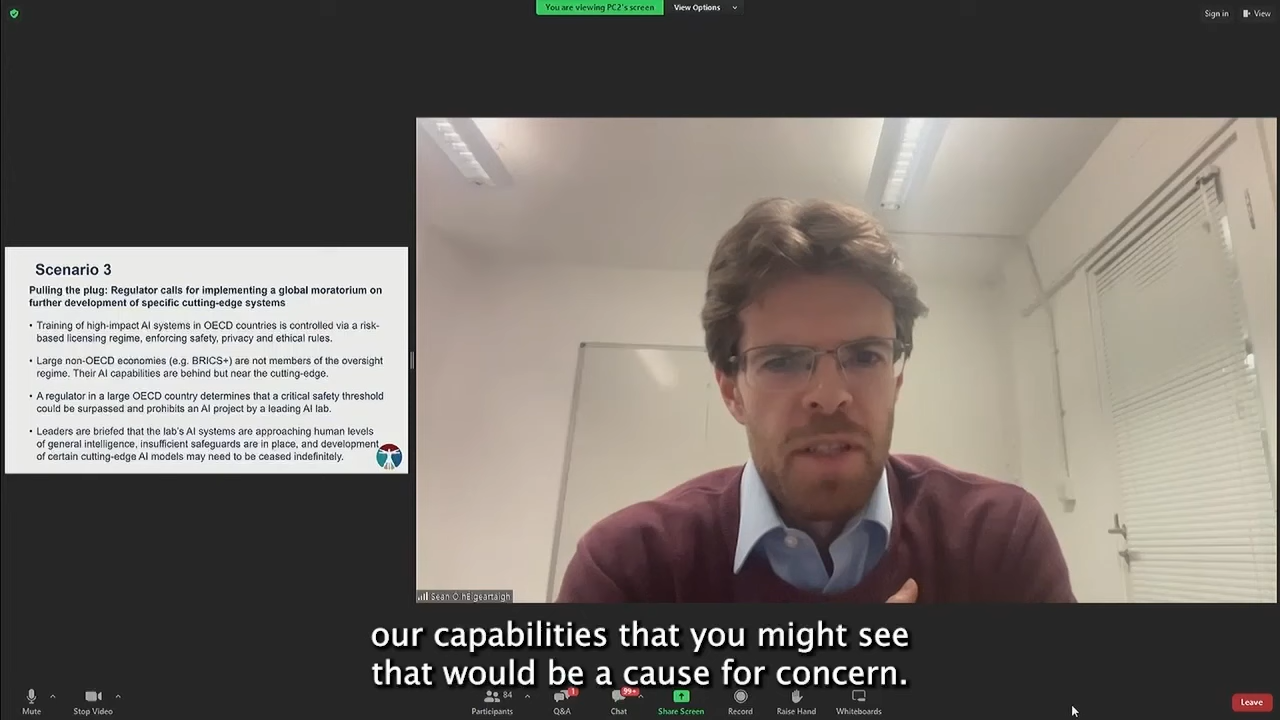 You are viewing PC2's screen
View Options
Sign in
View
Scenario 3
Pulling the plug: Regulator calls for implementing a global moratorium on
further development of specific cutting-edge systems
• Training of high-impact AI systems in OECD countries is controlled via a risk-
based licensing regime, enforcing safety, privacy and ethical rules.
• Large non-OECD economies (e.g. BRICS+) are not members of the oversight
regime. Their AI capabilities are behind but near the cutting-edge.
• A regulator in a large OECD country determines that a critical safety threshold
could be surpassed and prohibits an AI project by a leading AI lab.
• Leaders are briefed that the lab's AI systems are approaching human levels
of general intelligence, insufficient safeguards are in place, and development
of certain cutting-edge AI models may need to be ceased indefinitely.
Sean Ó hEigeartaigh
our capabilities that you might see
that would be a cause for concern.
Mute
Stop Video
Participants
84
Q&A
1
Chat
99+
Share Screen
Record
Raise Hand
Whiteboards
Leave